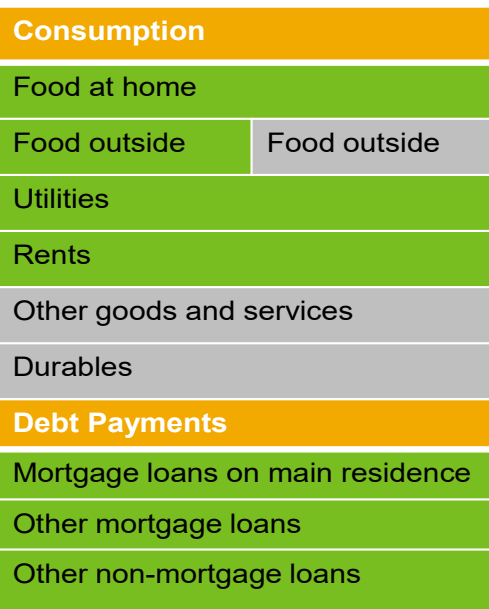 Consumption
Food at home
Food outside Food outside
Utilities
Rents
Other goods and services
Durables
Debt Payments
Mortgage loans on main residence
Other mortgage loans
Other non-mortgage loans